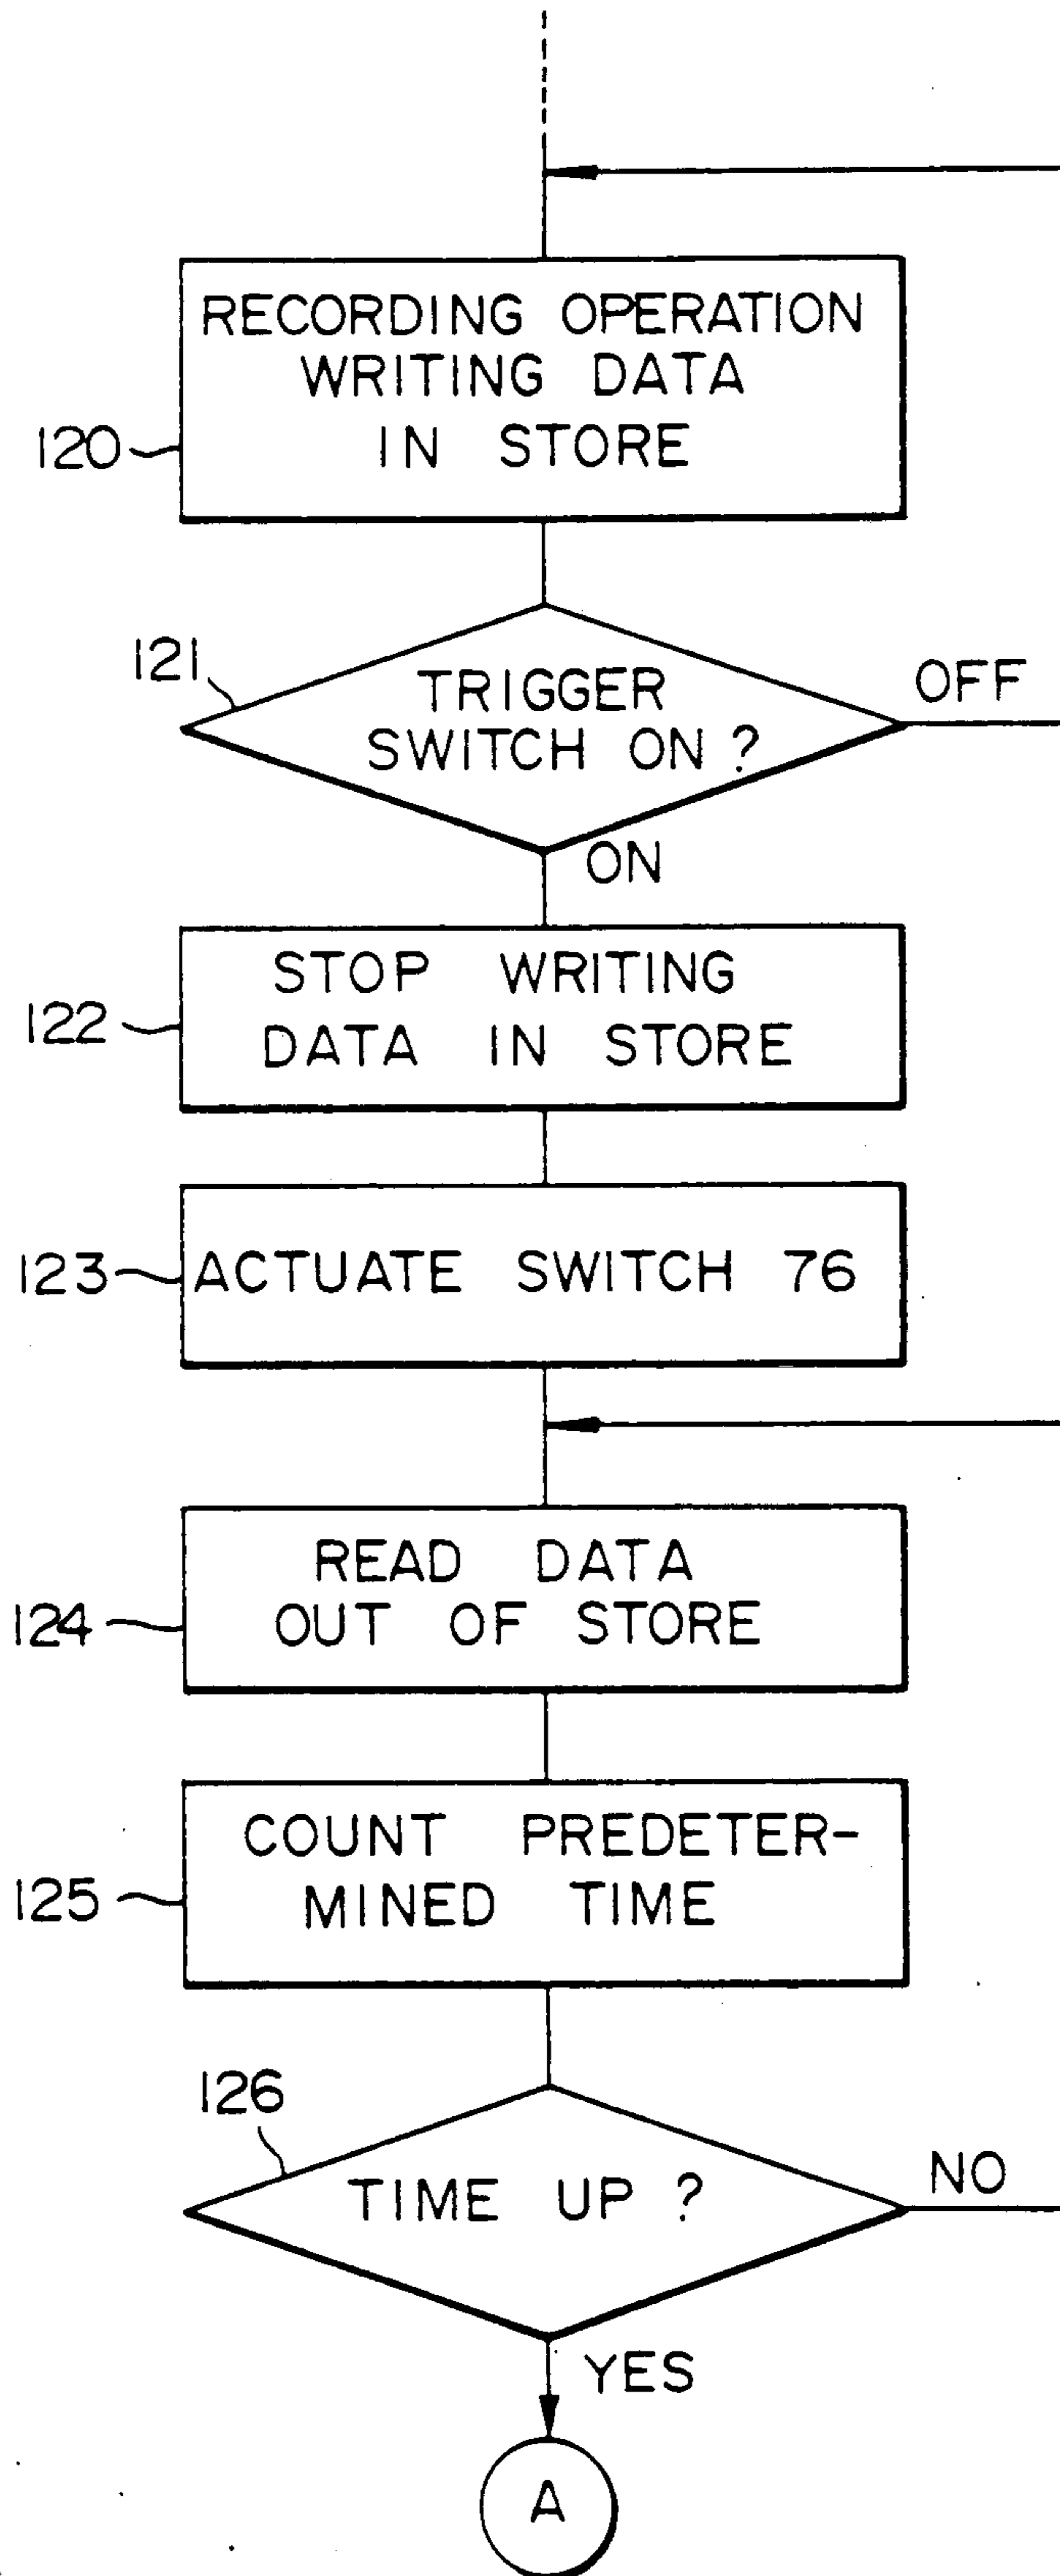 RECORDING OPERATION
WRITING DATA
IN STORE
120
121
TRIGGER
SWITCH ON ?
OFF
ON
STOP WRITING
DATA IN STORE
122
123
ACTUATE SWITCH 76
READ DATA
OUT OF STORE
124
COUNT PREDETER-
MINED TIME
125
126
TIME UP ?
NO
YES
A